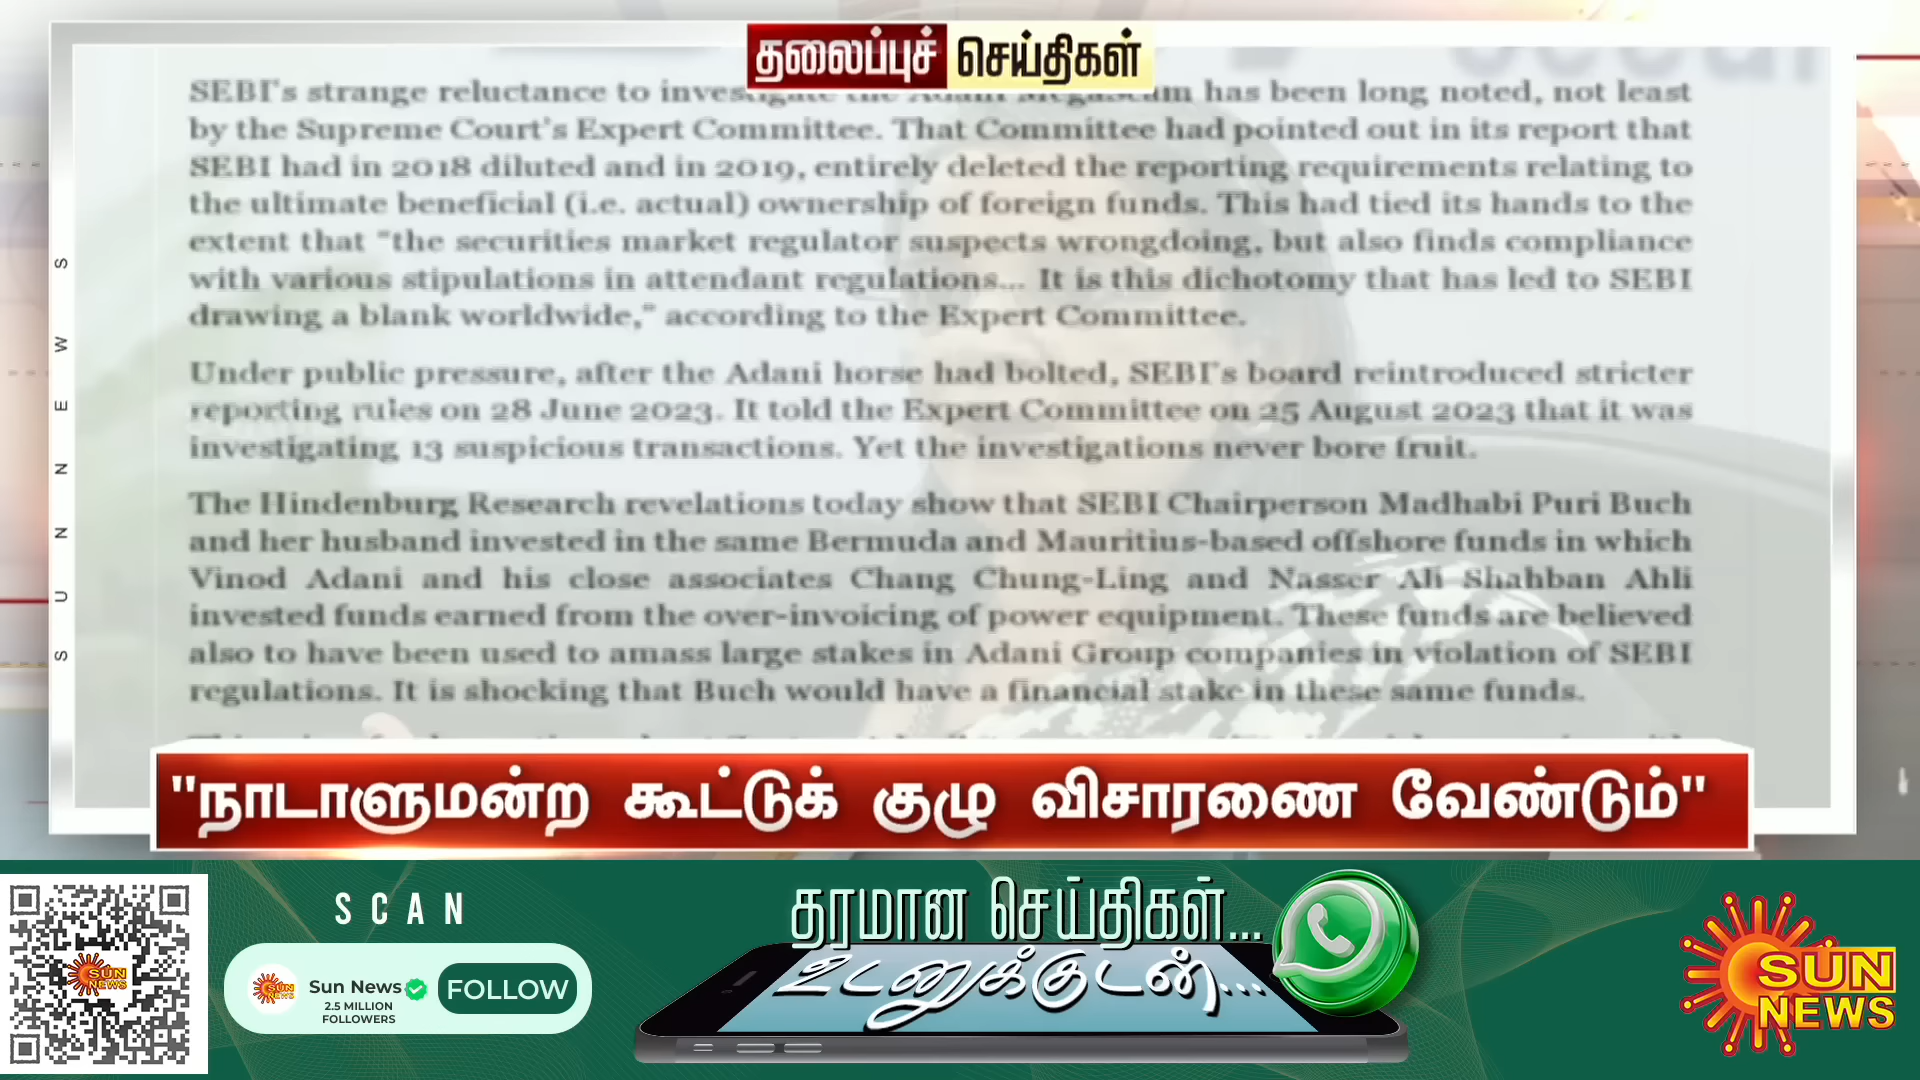 தலைப்புச் செய்திகள்
SEBI's strange reluctance to investigate the Adani Megascam has been long noted, not least
by the Supreme Court's Expert Committee. That Committee had pointed out in its report that
SEBI had in 2018 diluted and in 2019, entirely deleted the reporting requirements relating to
the ultimate beneficial (i.e. actual) ownership of foreign funds. This had tied its hands to the
extent that "the securities market regulator suspects wrongdoing, but also finds compliance
with various stipulations in attendant regulations... It is this dichotomy that has led to SEBI
drawing a blank worldwide," according to the Expert Committee.
Under public pressure, after the Adani horse had bolted, SEBI's board reintroduced stricter
reporting rules on 28 June 2023. It told the Expert Committee on 25 August 2023 that it was
investigating 13 suspicious transactions. Yet the investigations never bore fruit.
The Hindenburg Research revelations today show that SEBI Chairperson Madhabi Puri Buch
and her husband invested in the same Bermuda and Mauritius-based offshore funds in which
Vinod Adani and his close associates Chang Chung-Ling and Nasser Ali Shahban Ahli
invested funds earned from the over-invoicing of power equipment. These funds are believed
also to have been used to amass large stakes in Adani Group companies in violation of SEBI
regulations. It is shocking that Buch would have a financial stake in these same funds.
SUN NEWS
"நாடாளுமன்ற கூட்டுக் குழு விசாரணை வேண்டும்"
SCAN
Sun News
2.5 MILLION
FOLLOWERS
FOLLOW
தரமான செய்திகள்...
உடனுக்குடன்...
SUN
NEWS
SUN
NEWS